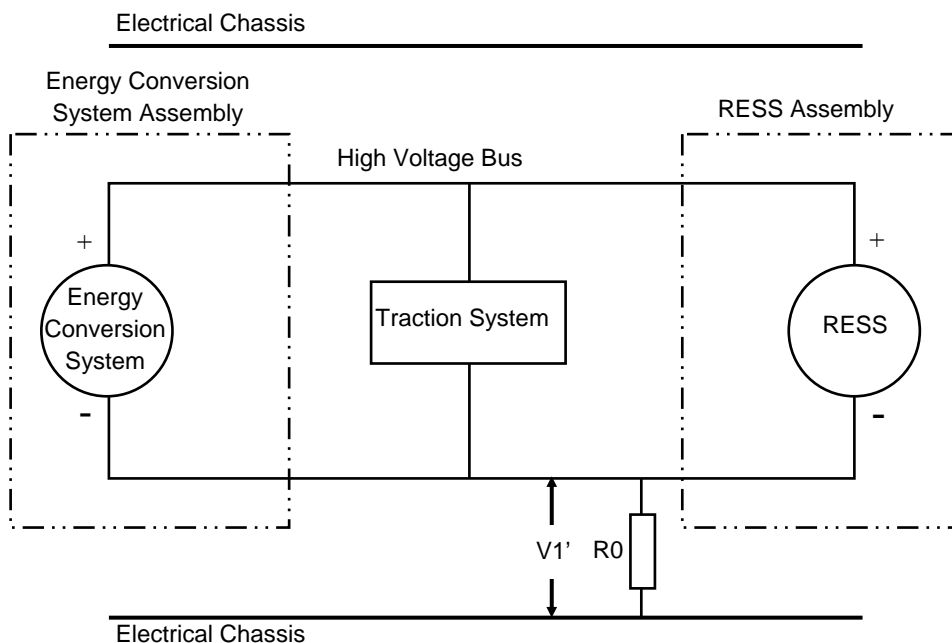 Electrical Chassis
Energy Conversion
System Assembly
RESS Assembly
High Voltage Bus
+
+
Energy
Conversion
System
Traction System
RESS
-
-
V1’
R0
Electrical Chassis